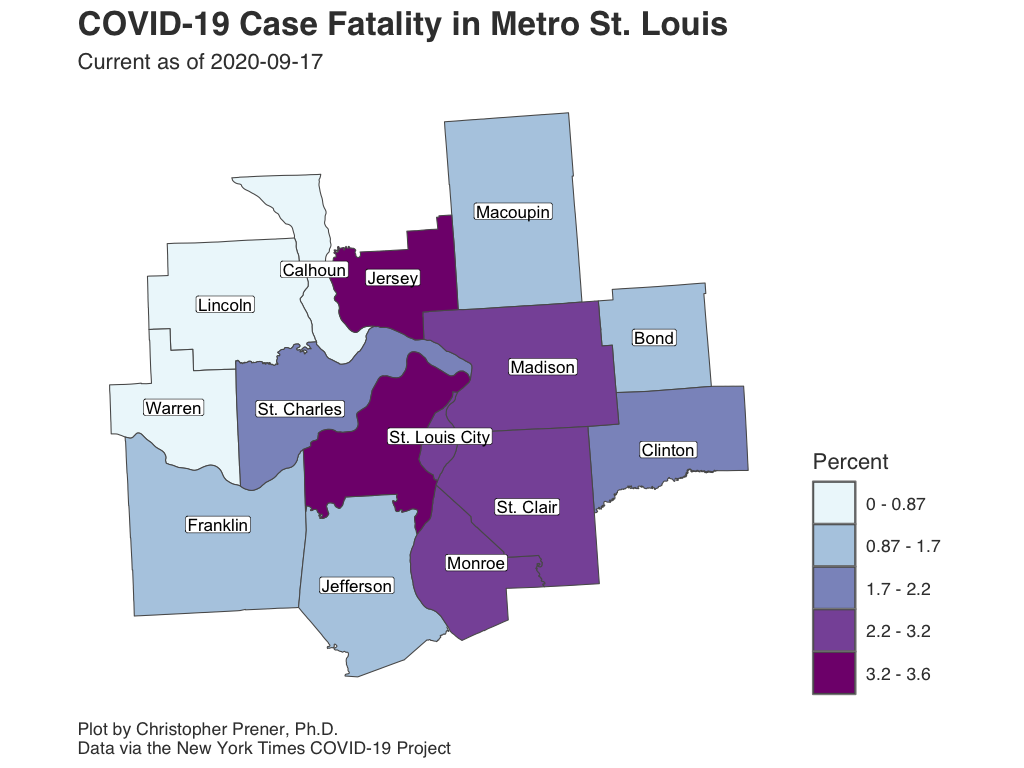 COVID-19 Case Fatality in Metro St. Louis
Current as of 2020-09-17
Macoupin
Calhoun
Jersey
Lincoln
Bond
Madison
Warren
St. Charles
St. Louis City
Clinton
St. Clair
Franklin
Monroe
Jefferson
Percent
0 - 0.87
0.87 - 1.7
1.7 - 2.2
2.2 - 3.2
3.2 - 3.6
Plot by Christopher Prener, Ph.D.
Data via the New York Times COVID-19 Project